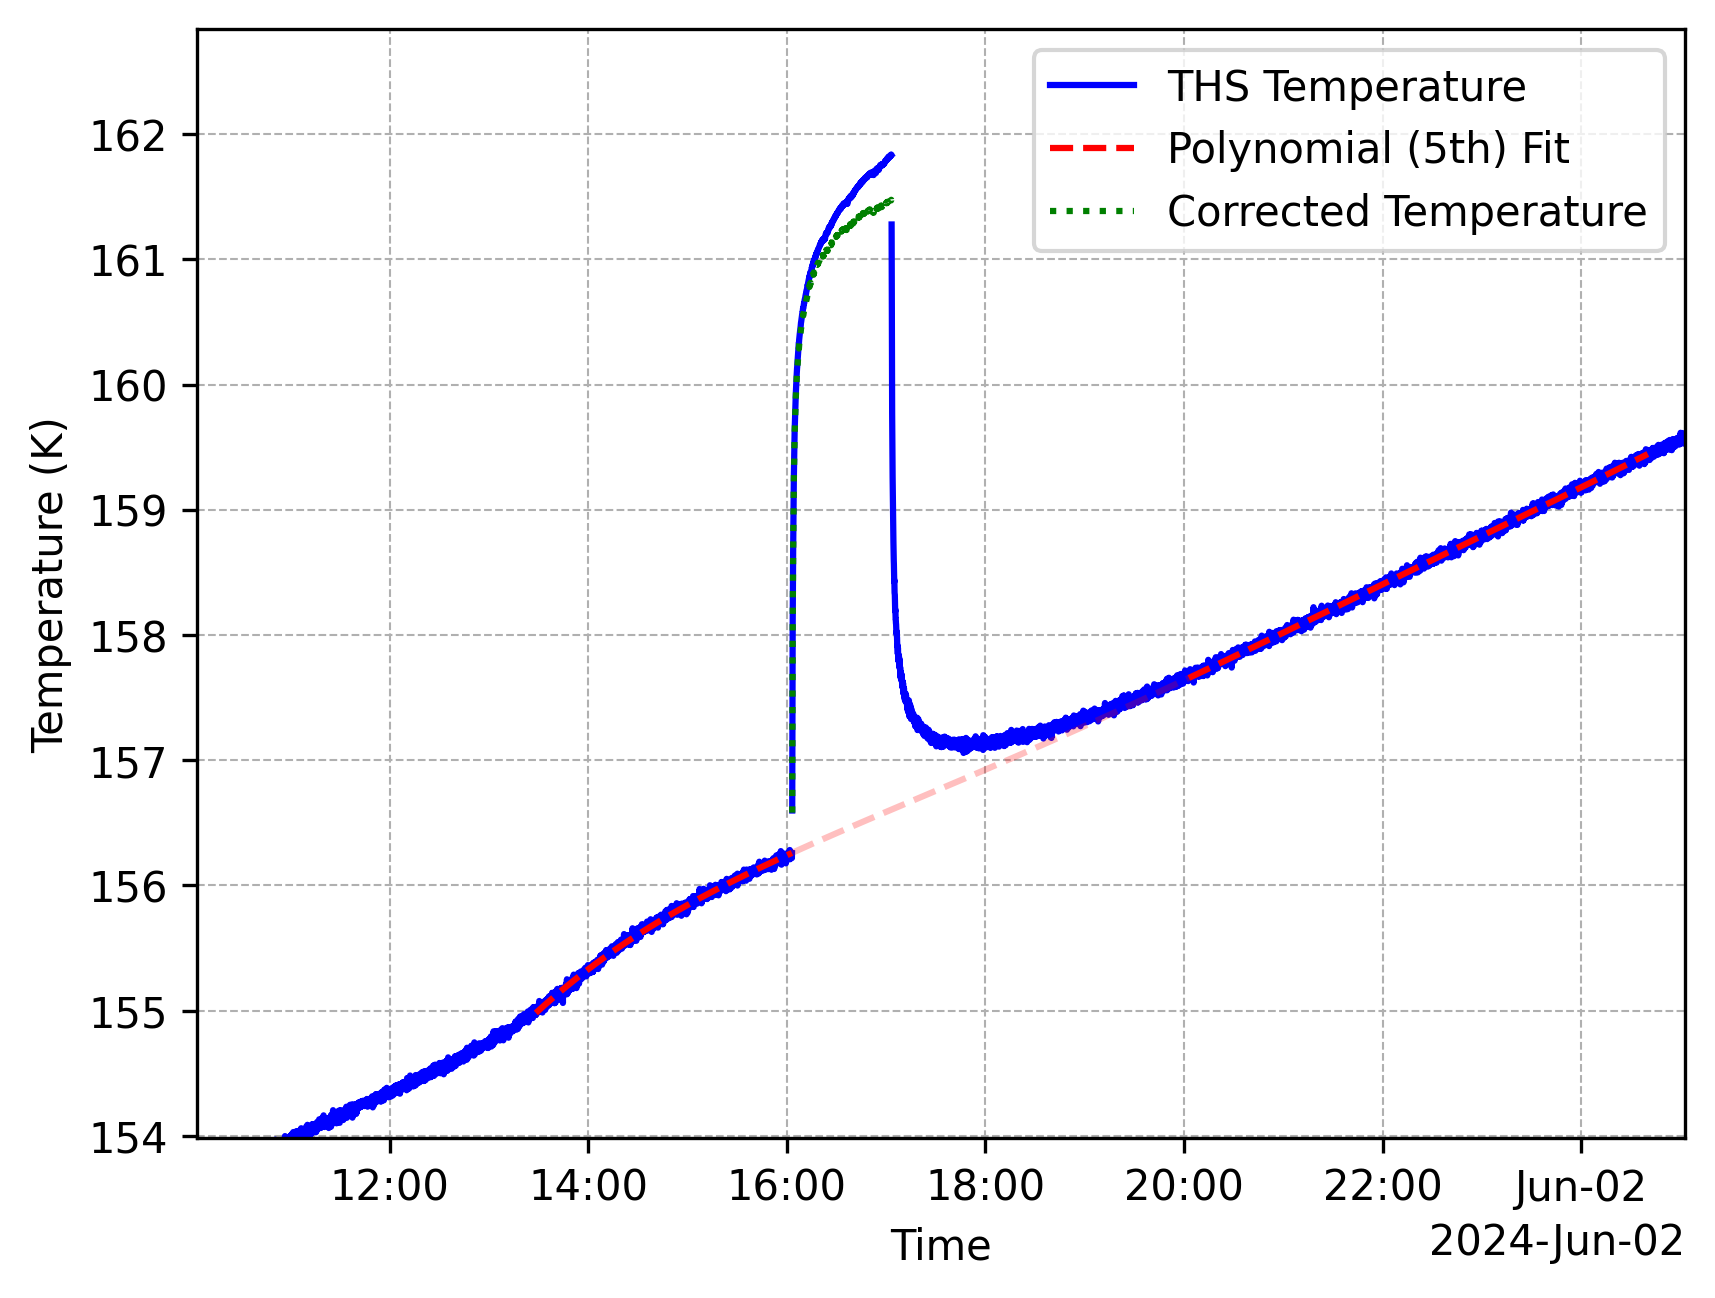 THS Temperature
Polynomial (5th) Fit
Corrected Temperature
162
161
160
159
158
157
156
155
154
Temperature (K)
12:00 14:00 16:00 18:00 20:00 22:00 Jun-02
Time
2024-Jun-02